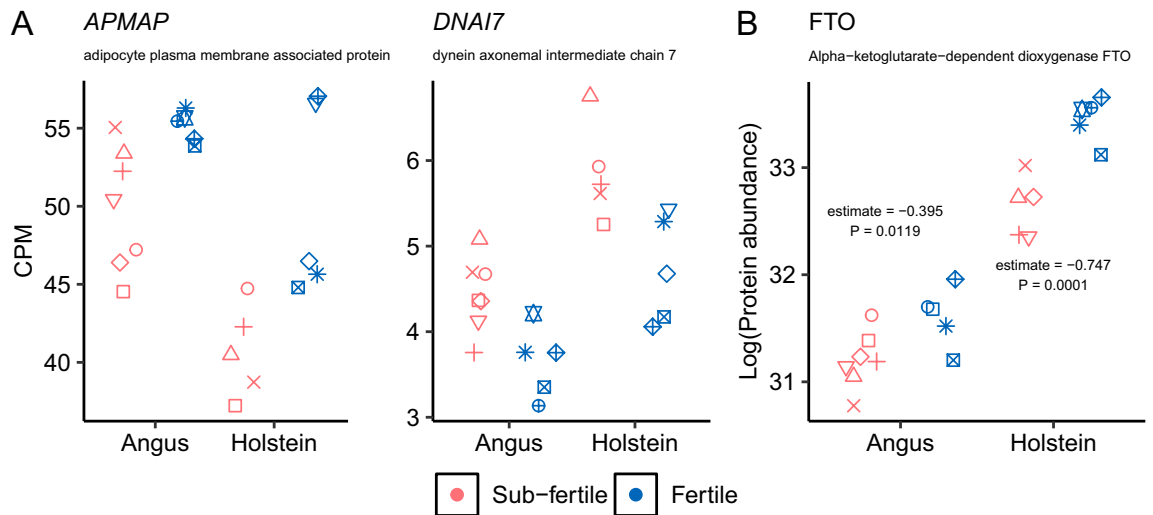 A
APMAP
adipocyte plasma membrane associated protein
CPM
55
50
45
40
Angus
Holstein
DNAI7
dynein axonemal intermediate chain 7
6
5
4
3
Angus
Holstein
B
FTO
Alpha−ketoglutarate−dependent dioxygenase FTO
Log(Protein abundance)
33
32
31
estimate = −0.395
P = 0.0119
estimate = −0.747
P = 0.0001
Angus
Holstein
Sub−fertile
Fertile